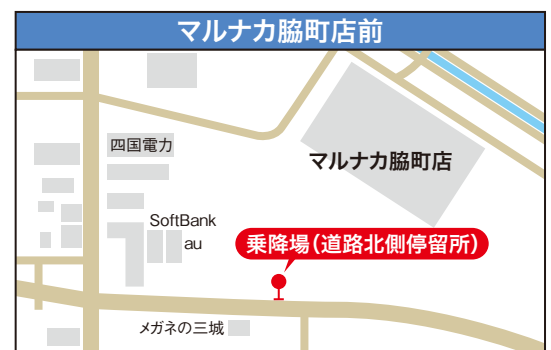 マルナカ脇町店前
四国電力
マルナカ脇町店
SoftBank
au
乗降場(道路北側停留所)
メガネの三城